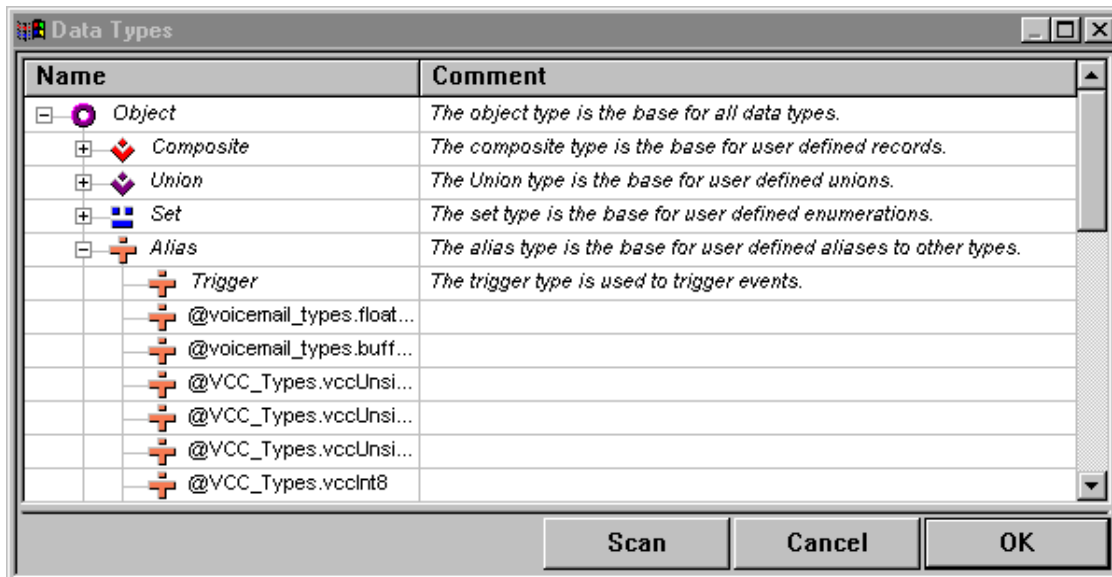 Data Types
Name Comment
Object The object type is the base for all data types.
Composite The composite type is the base for user defined records.
Union The Union type is the base for user defined unions.
Set The set type is the base for user defined enumerations.
Alias The alias type is the base for user defined aliases to other types.
Trigger The trigger type is used to trigger events.
@voicemail_types.float...
@voicemail_types.buff...
@VCC_Types.vccUnsi...
@VCC_Types.vccUnsi...
@VCC_Types.vccUnsi...
@VCC_Types.vccInt8
Scan Cancel OK